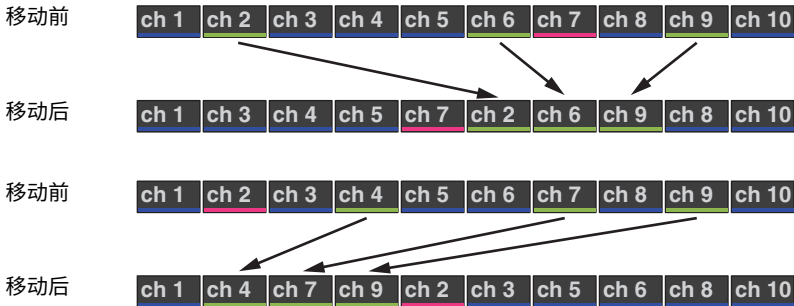 移动前 ch 1 ch 2 ch 3 ch 4 ch 5 ch 6 ch 7 ch 8 ch 9 ch 10
移动后 ch 1 ch 3 ch 4 ch 5 ch 7 ch 2 ch 6 ch 9 ch 8 ch 10
移动前 ch 1 ch 2 ch 3 ch 4 ch 5 ch 6 ch 7 ch 8 ch 9 ch 10
移动后 ch 1 ch 4 ch 7 ch 9 ch 2 ch 3 ch 5 ch 6 ch 8 ch 10